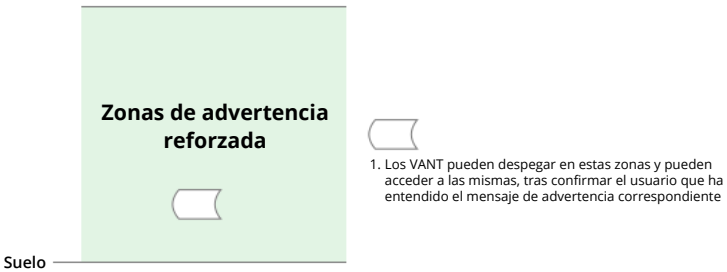 Zonas de advertencia
reforzada
1. Los VANT pueden despegar en estas zonas y pueden
acceder a las mismas, tras confirmar el usuario que ha
entendido el mensaje de advertencia correspondiente
Suelo